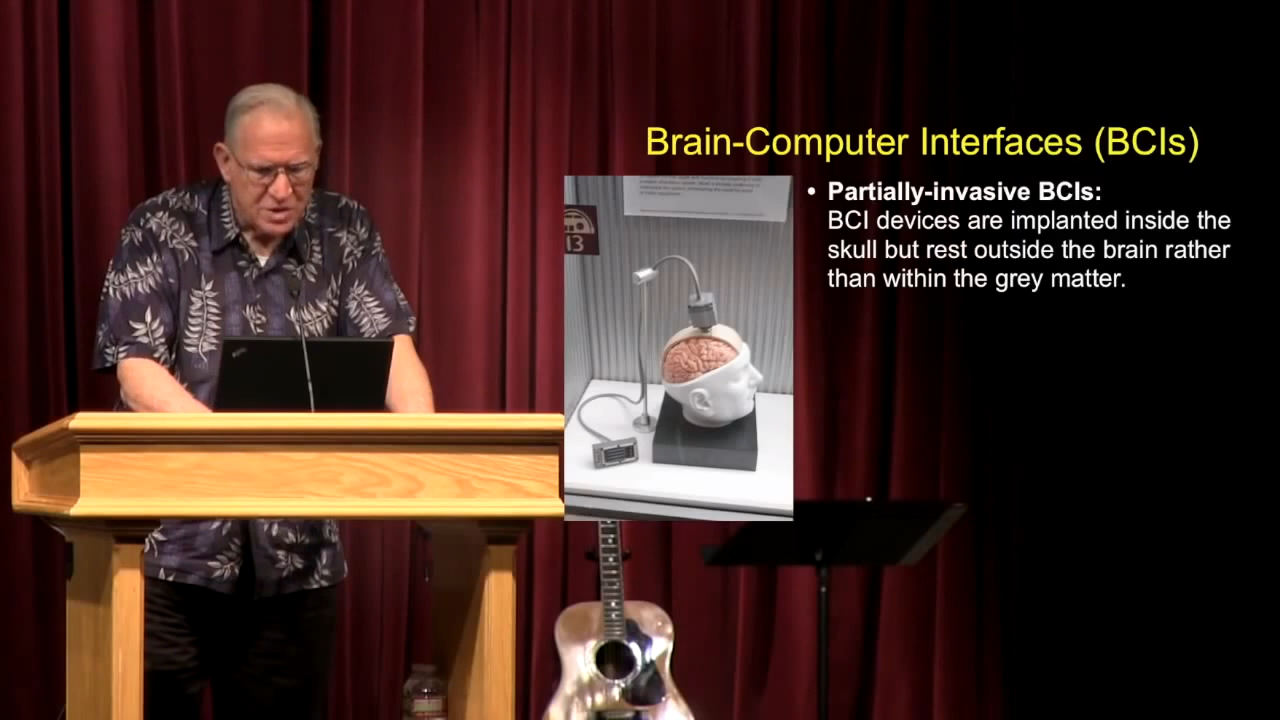 Brain-Computer Interfaces (BCIs)
• Partially-invasive BCIs:
BCI devices are implanted inside the
skull but rest outside the brain rather
than within the grey matter.
13